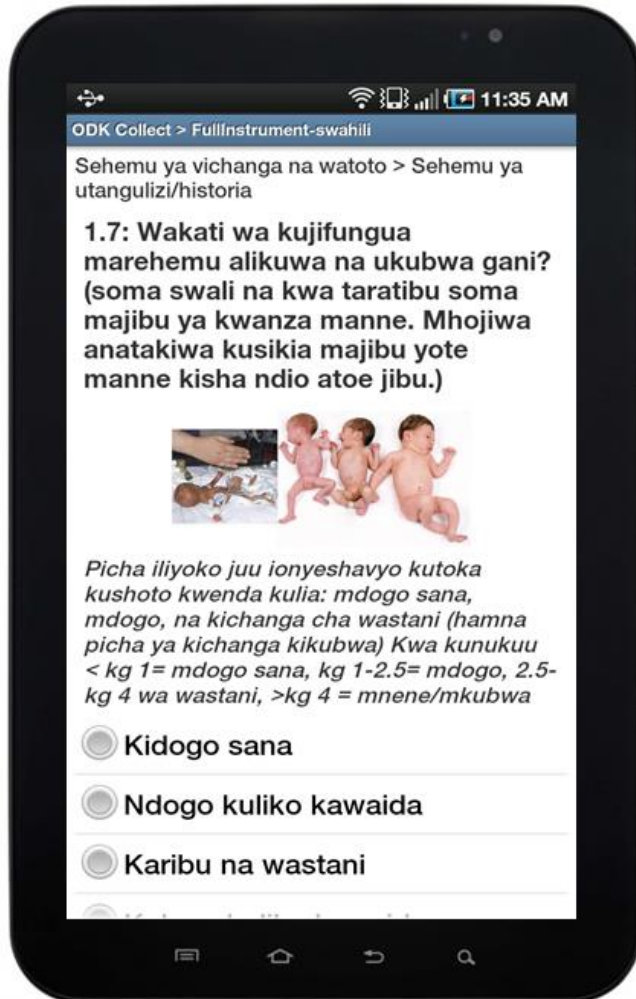 11:35 AM
ODK Collect > FullInstrument-swahili
Sehemu ya vichanga na watoto > Sehemu ya
utangulizi/historia
1.7: Wakati wa kujifungua
marehemu alikuwa na ukubwa gani?
(soma swali na kwa taratibu soma
majibu ya kwanza manne. Mhojiwa
anatakiwa kusikia majibu yote
manne kisha ndio atoe jibu.)
Picha iliyoko juu ionyeshavyo kutoka
kushoto kwenda kulia: mdogo sana,
mdogo, na kichanga cha wastani (hamna
picha ya kichanga kikubwa) Kwa kunukuu
< kg 1= mdogo sana, kg 1-2.5= mdogo, 2.5-
kg 4 wa wastani, >kg 4 = mnene/mkubwa
Kidogo sana
Ndogo kuliko kawaida
Karibu na wastani